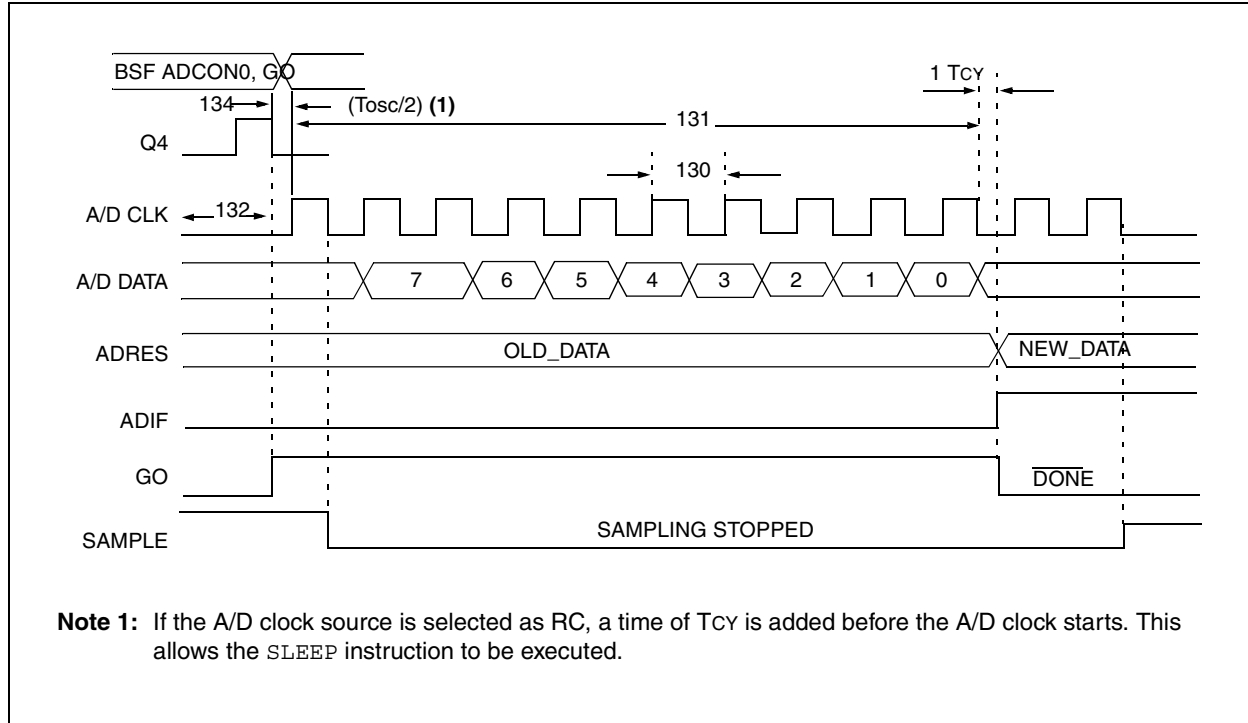 BSF ADCON0, GO
1 TCY
134
(Tosc/2) (1)
131
Q4
130
A/D CLK
132
A/D DATA
7 6 5 4 3 2 1 0
ADRES
OLD_DATA
NEW_DATA
ADIF
GO
DONE
SAMPLE
SAMPLING STOPPED
Note 1: If the A/D clock source is selected as RC, a time of TCY is added before the A/D clock starts. This
allows the SLEEP instruction to be executed.